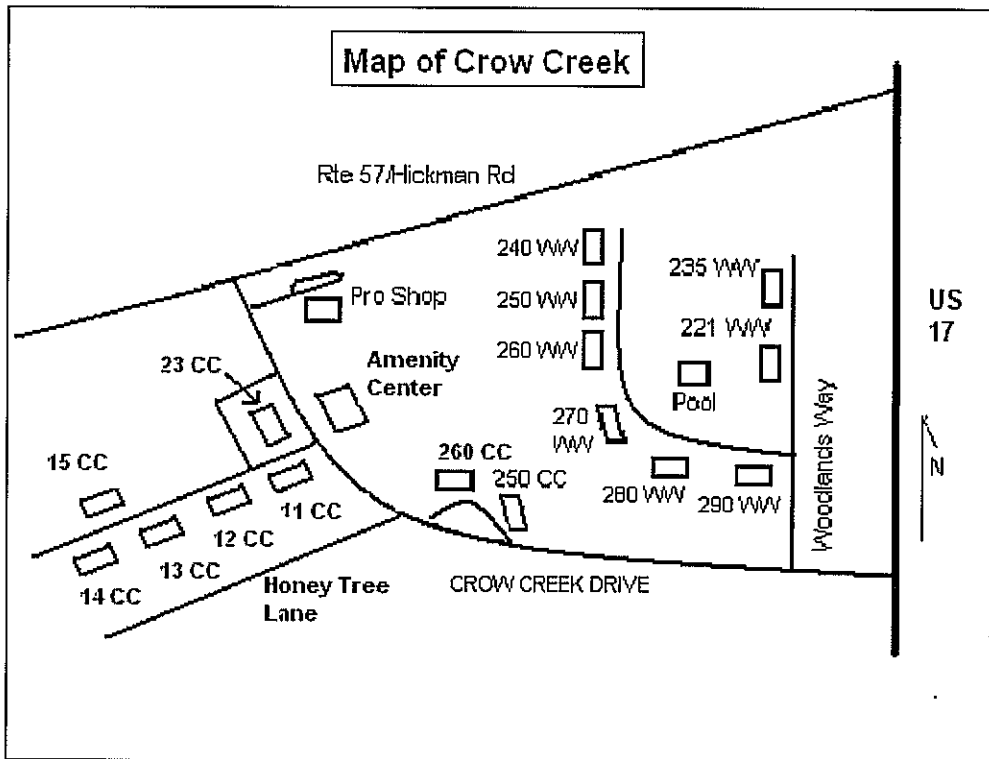 Map of Crow Creek
Rte 57/Hickman Rd
240 WW
235 WW
Pro Shop
250 WW
US
17
221 WW
260 WW
Amenity
Center
23 CC
Pool
270
WW
Woodlands Way
N
15 CC
260 CC
250 CC
280 WW
290 WW
11 CC
12 CC
13 CC
14 CC
Honey Tree
Lane
CROW CREEK DRIVE